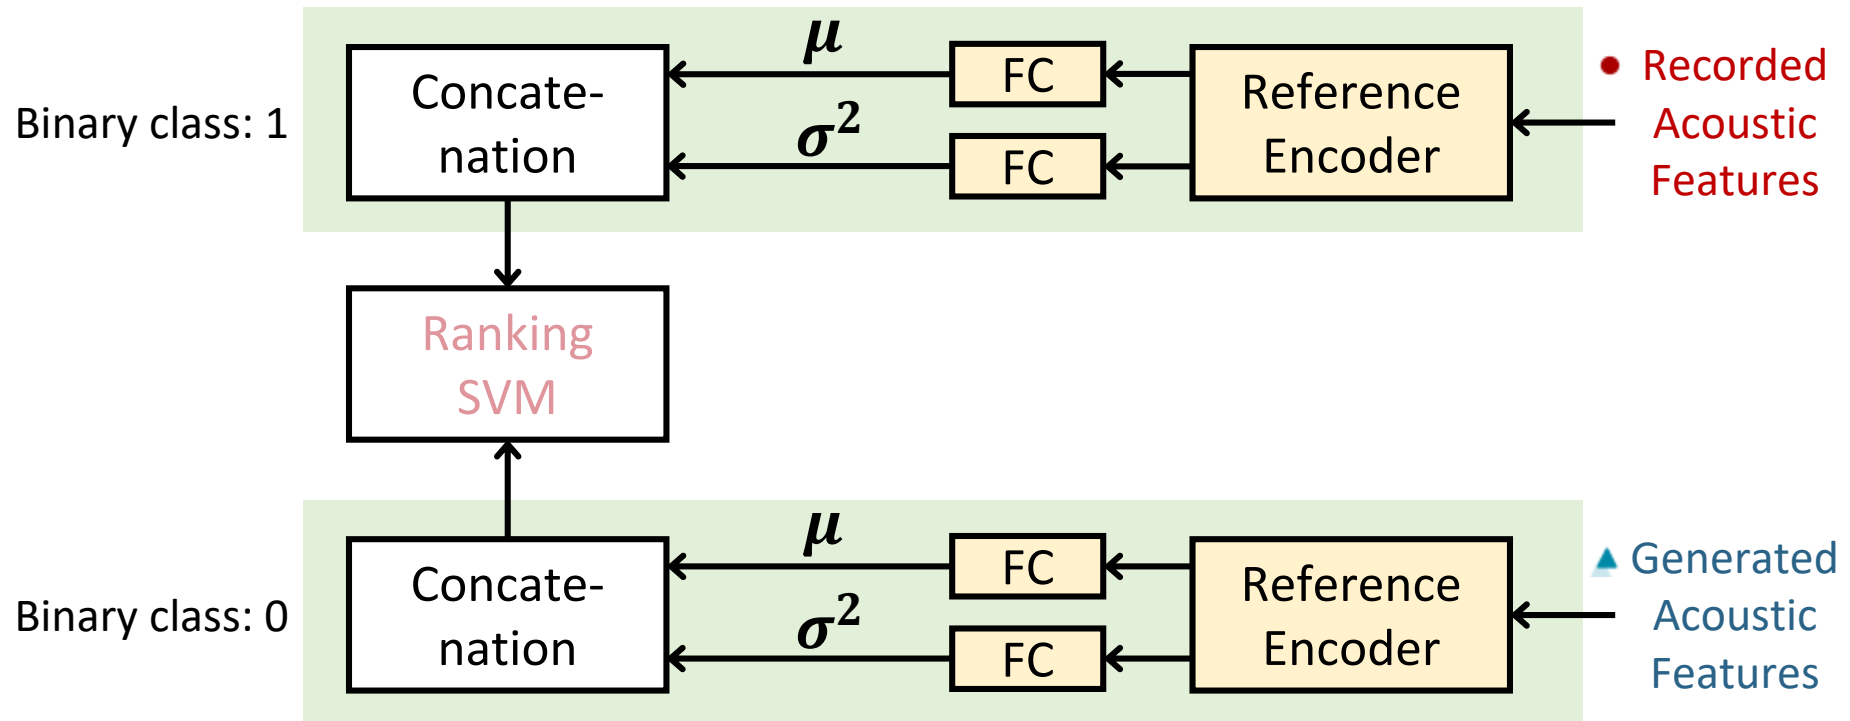 Binary class: 1
Concate-
nation
μ
σ²
FC
FC
Reference
Encoder
Recorded
Acoustic
Features
Ranking
SVM
Binary class: 0
Concate-
nation
μ
σ²
FC
FC
Reference
Encoder
Generated
Acoustic
Features